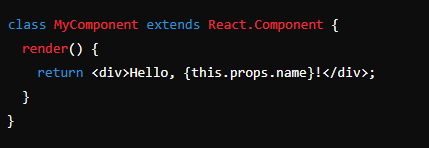 class MyComponent extends React.Component {
  render() {
    return <div>Hello, {this.props.name}!</div>;
  }
}